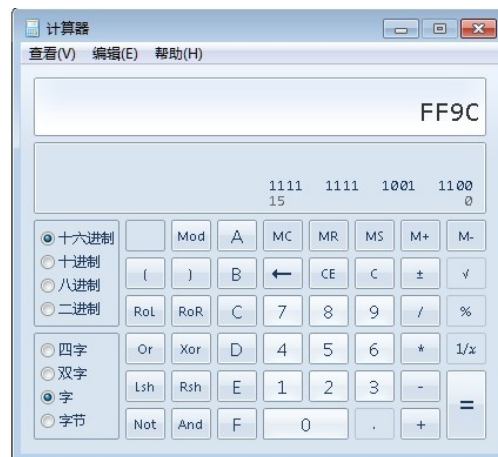 计算器
查看(V) 编辑(E) 帮助(H)
FF9C
1111 1111 1001 1100
15 0
十六进制 Mod A MC MR MS M+ M-
十进制
八进制 ( ) B ← CE C ± √
二进制 RoL RoR C 7 8 9 / %
四字 Or Xor D 4 5 6 * 1/x
双字
字 Lsh Rsh E 1 2 3 - =
字节 Not And F 0 . +